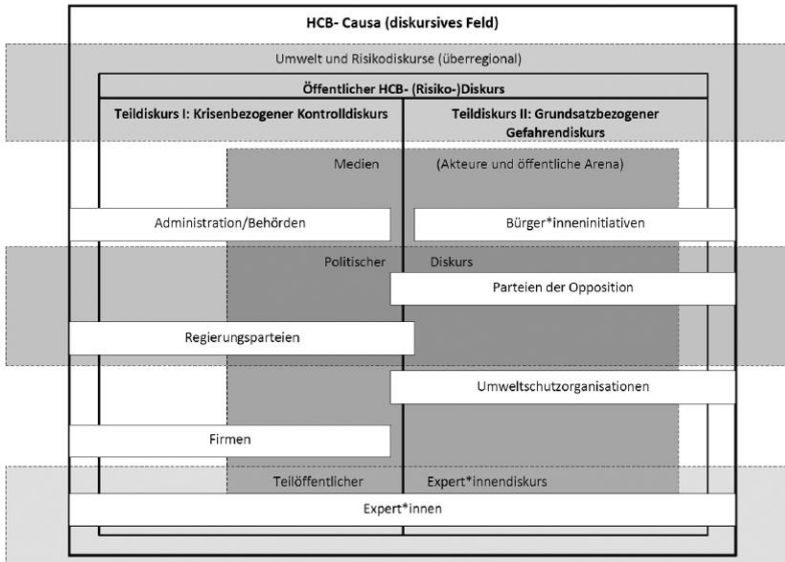 HCB- Causa (diskursives Feld)
Umwelt und Risikodiskurse (überregional)
Öffentlicher HCB- (Risiko-)Diskurs
Teildiskurs I: Krisenbezogener Kontrolldiskurs
Teildiskurs II: Grundsatzbezogener
Gefahrendiskurs
Medien (Akteure und öffentliche Arena)
Administration/Behörden
Bürger*inneninitiativen
Politischer Diskurs
Parteien der Opposition
Regierungsparteien
Umweltschutzorganisationen
Firmen
Teilöffentlicher Expert*innendiskurs
Expert*innen